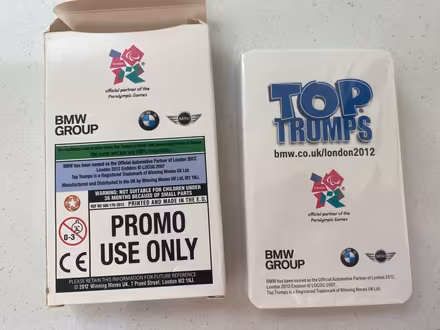 official partner of the
Paralympic Games
BMW
GROUP
MINI
BMW has been named as the Official Automotive Partner of London 2012.
London 2012 Emblem © LOCOG 2007.
Top Trumps is a Registered Trademark of Winning Moves UK Ltd.
Manufactured and Distributed in the UK by Winning Moves UK Ltd.
WARNING: NOT SUITABLE FOR CHILDREN UNDER
36 MONTHS BECAUSE OF SMALL PARTS
PRINTED AND MADE IN THE E.U.
0-3
CE
PROMO
USE ONLY
PLEASE RETAIN THIS INFORMATION FOR FUTURE REFERENCE
© 2012 Winning Moves UK, 7 Praed Street, London W2 1NJ.
TOP
TRUMPS
bmw.co.uk/london2012
official partner of the
Paralympic Games
BMW
GROUP
MINI
BMW has been named as the Official Automotive Partner of London
2012. London 2012 Emblem © LOCOG 2007.
Top Trumps is a Registered Trademark of Winning Moves UK Ltd.